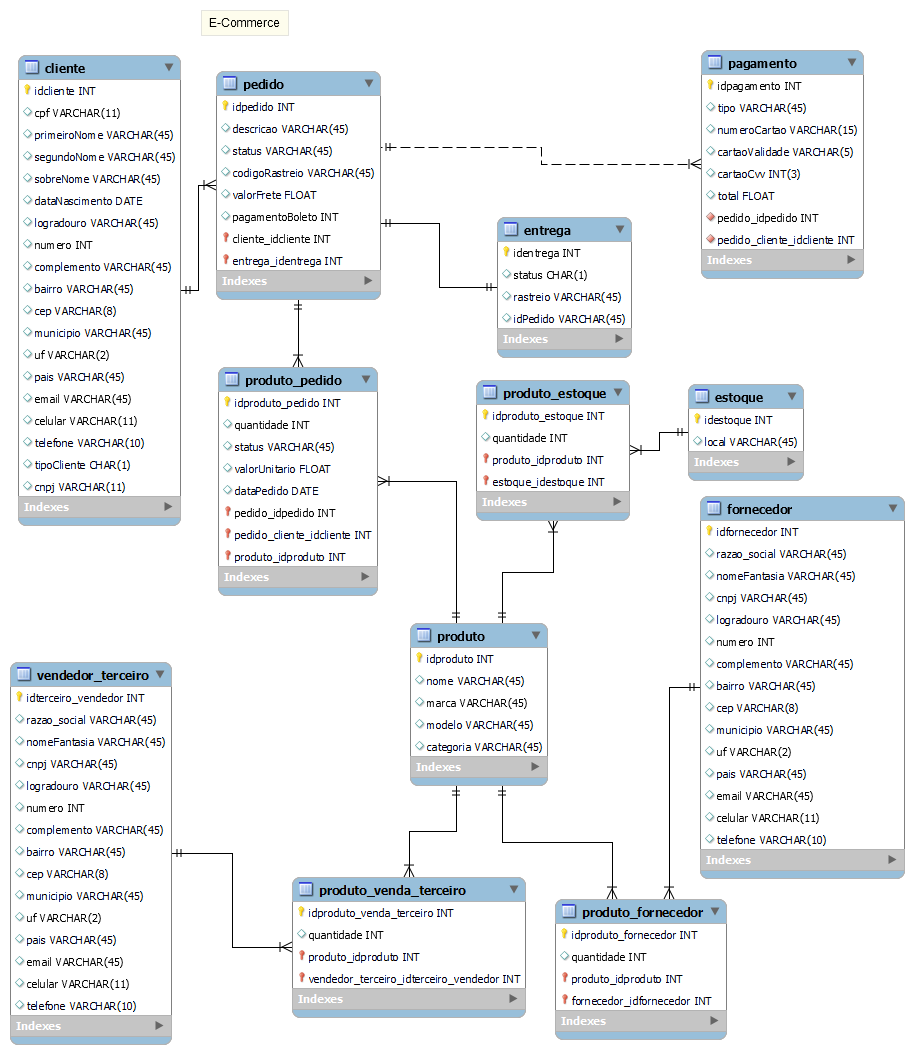 E-Commerce
cliente
idcliente INT
cpf VARCHAR(11)
primeiroNome VARCHAR(45)
segundoNome VARCHAR(45)
sobreNome VARCHAR(45)
dataNascimento DATE
logradouro VARCHAR(45)
numero INT
complemento VARCHAR(45)
bairro VARCHAR(45)
cep VARCHAR(8)
municipio VARCHAR(45)
uf VARCHAR(2)
pais VARCHAR(45)
email VARCHAR(45)
celular VARCHAR(11)
telefone VARCHAR(10)
tipoCliente CHAR(1)
cnpj VARCHAR(11)
Indexes
pedido
idpedido INT
descricao VARCHAR(45)
status VARCHAR(45)
codigoRastreio VARCHAR(45)
valorFrete FLOAT
pagamentoBoleto INT
cliente_idcliente INT
entrega_identrega INT
Indexes
pagamento
idpagamento INT
tipo VARCHAR(45)
numeroCartao VARCHAR(15)
cartaoValidade VARCHAR(5)
cartaoCvv INT(3)
total FLOAT
pedido_idpedido INT
pedido_cliente_idcliente INT
Indexes
entrega
identrega INT
status CHAR(1)
rastreio VARCHAR(45)
idPedido VARCHAR(45)
Indexes
produto_pedido
idproduto_pedido INT
quantidade INT
status VARCHAR(45)
valorUnitario FLOAT
dataPedido DATE
pedido_idpedido INT
pedido_cliente_idcliente INT
produto_idproduto INT
Indexes
produto_estoque
idproduto_estoque INT
quantidade INT
produto_idproduto INT
estoque_idestoque INT
Indexes
estoque
idestoque INT
local VARCHAR(45)
Indexes
fornecedor
idfornecedor INT
razao_social VARCHAR(45)
nomeFantasia VARCHAR(45)
cnpj VARCHAR(45)
logradouro VARCHAR(45)
numero INT
complemento VARCHAR(45)
bairro VARCHAR(45)
cep VARCHAR(8)
municipio VARCHAR(45)
uf VARCHAR(2)
pais VARCHAR(45)
email VARCHAR(45)
celular VARCHAR(11)
telefone VARCHAR(10)
Indexes
produto
idproduto INT
nome VARCHAR(45)
marca VARCHAR(45)
modelo VARCHAR(45)
categoria VARCHAR(45)
Indexes
vendedor_terceiro
idterceiro_vendedor INT
razao_social VARCHAR(45)
nomeFantasia VARCHAR(45)
cnpj VARCHAR(45)
logradouro VARCHAR(45)
numero INT
complemento VARCHAR(45)
bairro VARCHAR(45)
cep VARCHAR(8)
municipio VARCHAR(45)
uf VARCHAR(2)
pais VARCHAR(45)
email VARCHAR(45)
celular VARCHAR(11)
telefone VARCHAR(10)
Indexes
produto_venda_terceiro
idproduto_venda_terceiro INT
quantidade INT
produto_idproduto INT
vendedor_terceiro_idterceiro_vendedor INT
Indexes
produto_fornecedor
idproduto_fornecedor INT
quantidade INT
produto_idproduto INT
fornecedor_idfornecedor INT
Indexes